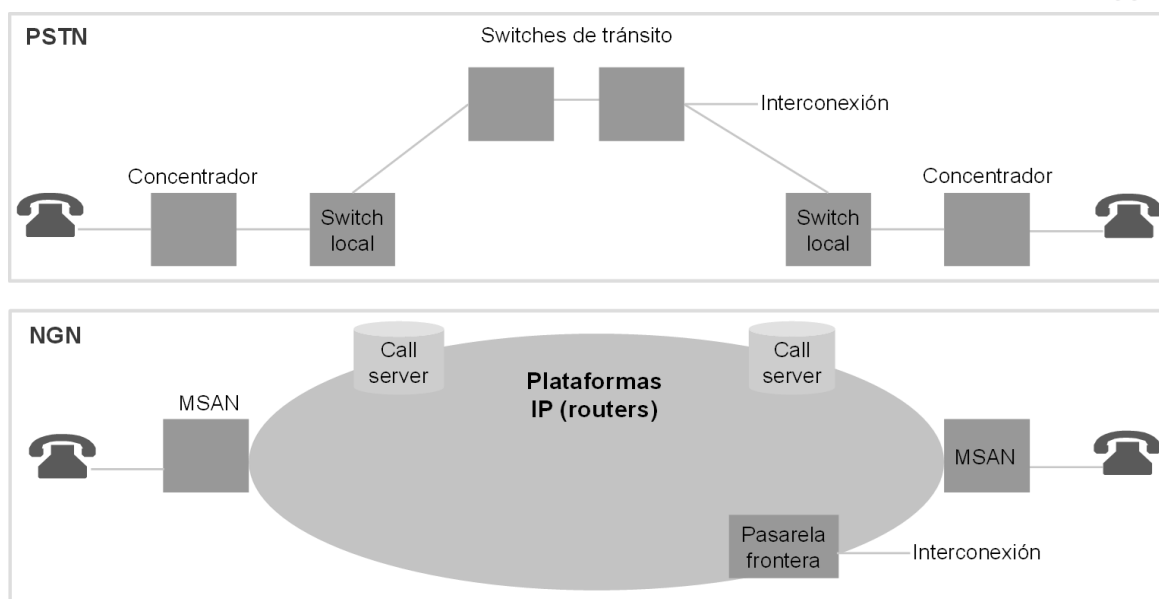 PSTN
Switches de tránsito
Interconexión
Concentrador
Concentrador
Switch
local
Switch
local
NGN
Call
server
Call
server
Plataformas
IP (routers)
MSAN
MSAN
Pasarela
frontera
Interconexión